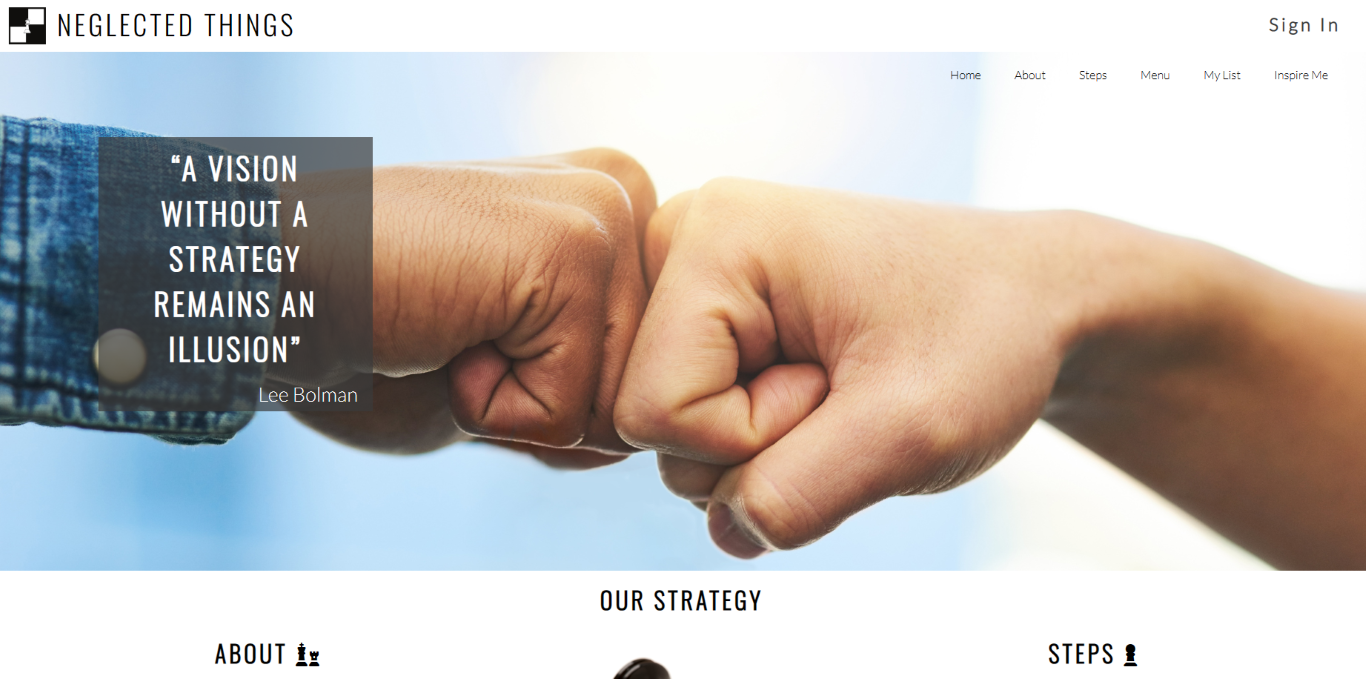 NEGLECTED THINGS
Sign In
Home About Steps Menu My List Inspire Me
“A VISION
WITHOUT A
STRATEGY
REMAINS AN
ILLUSION”
Lee Bolman
OUR STRATEGY
ABOUT
STEPS